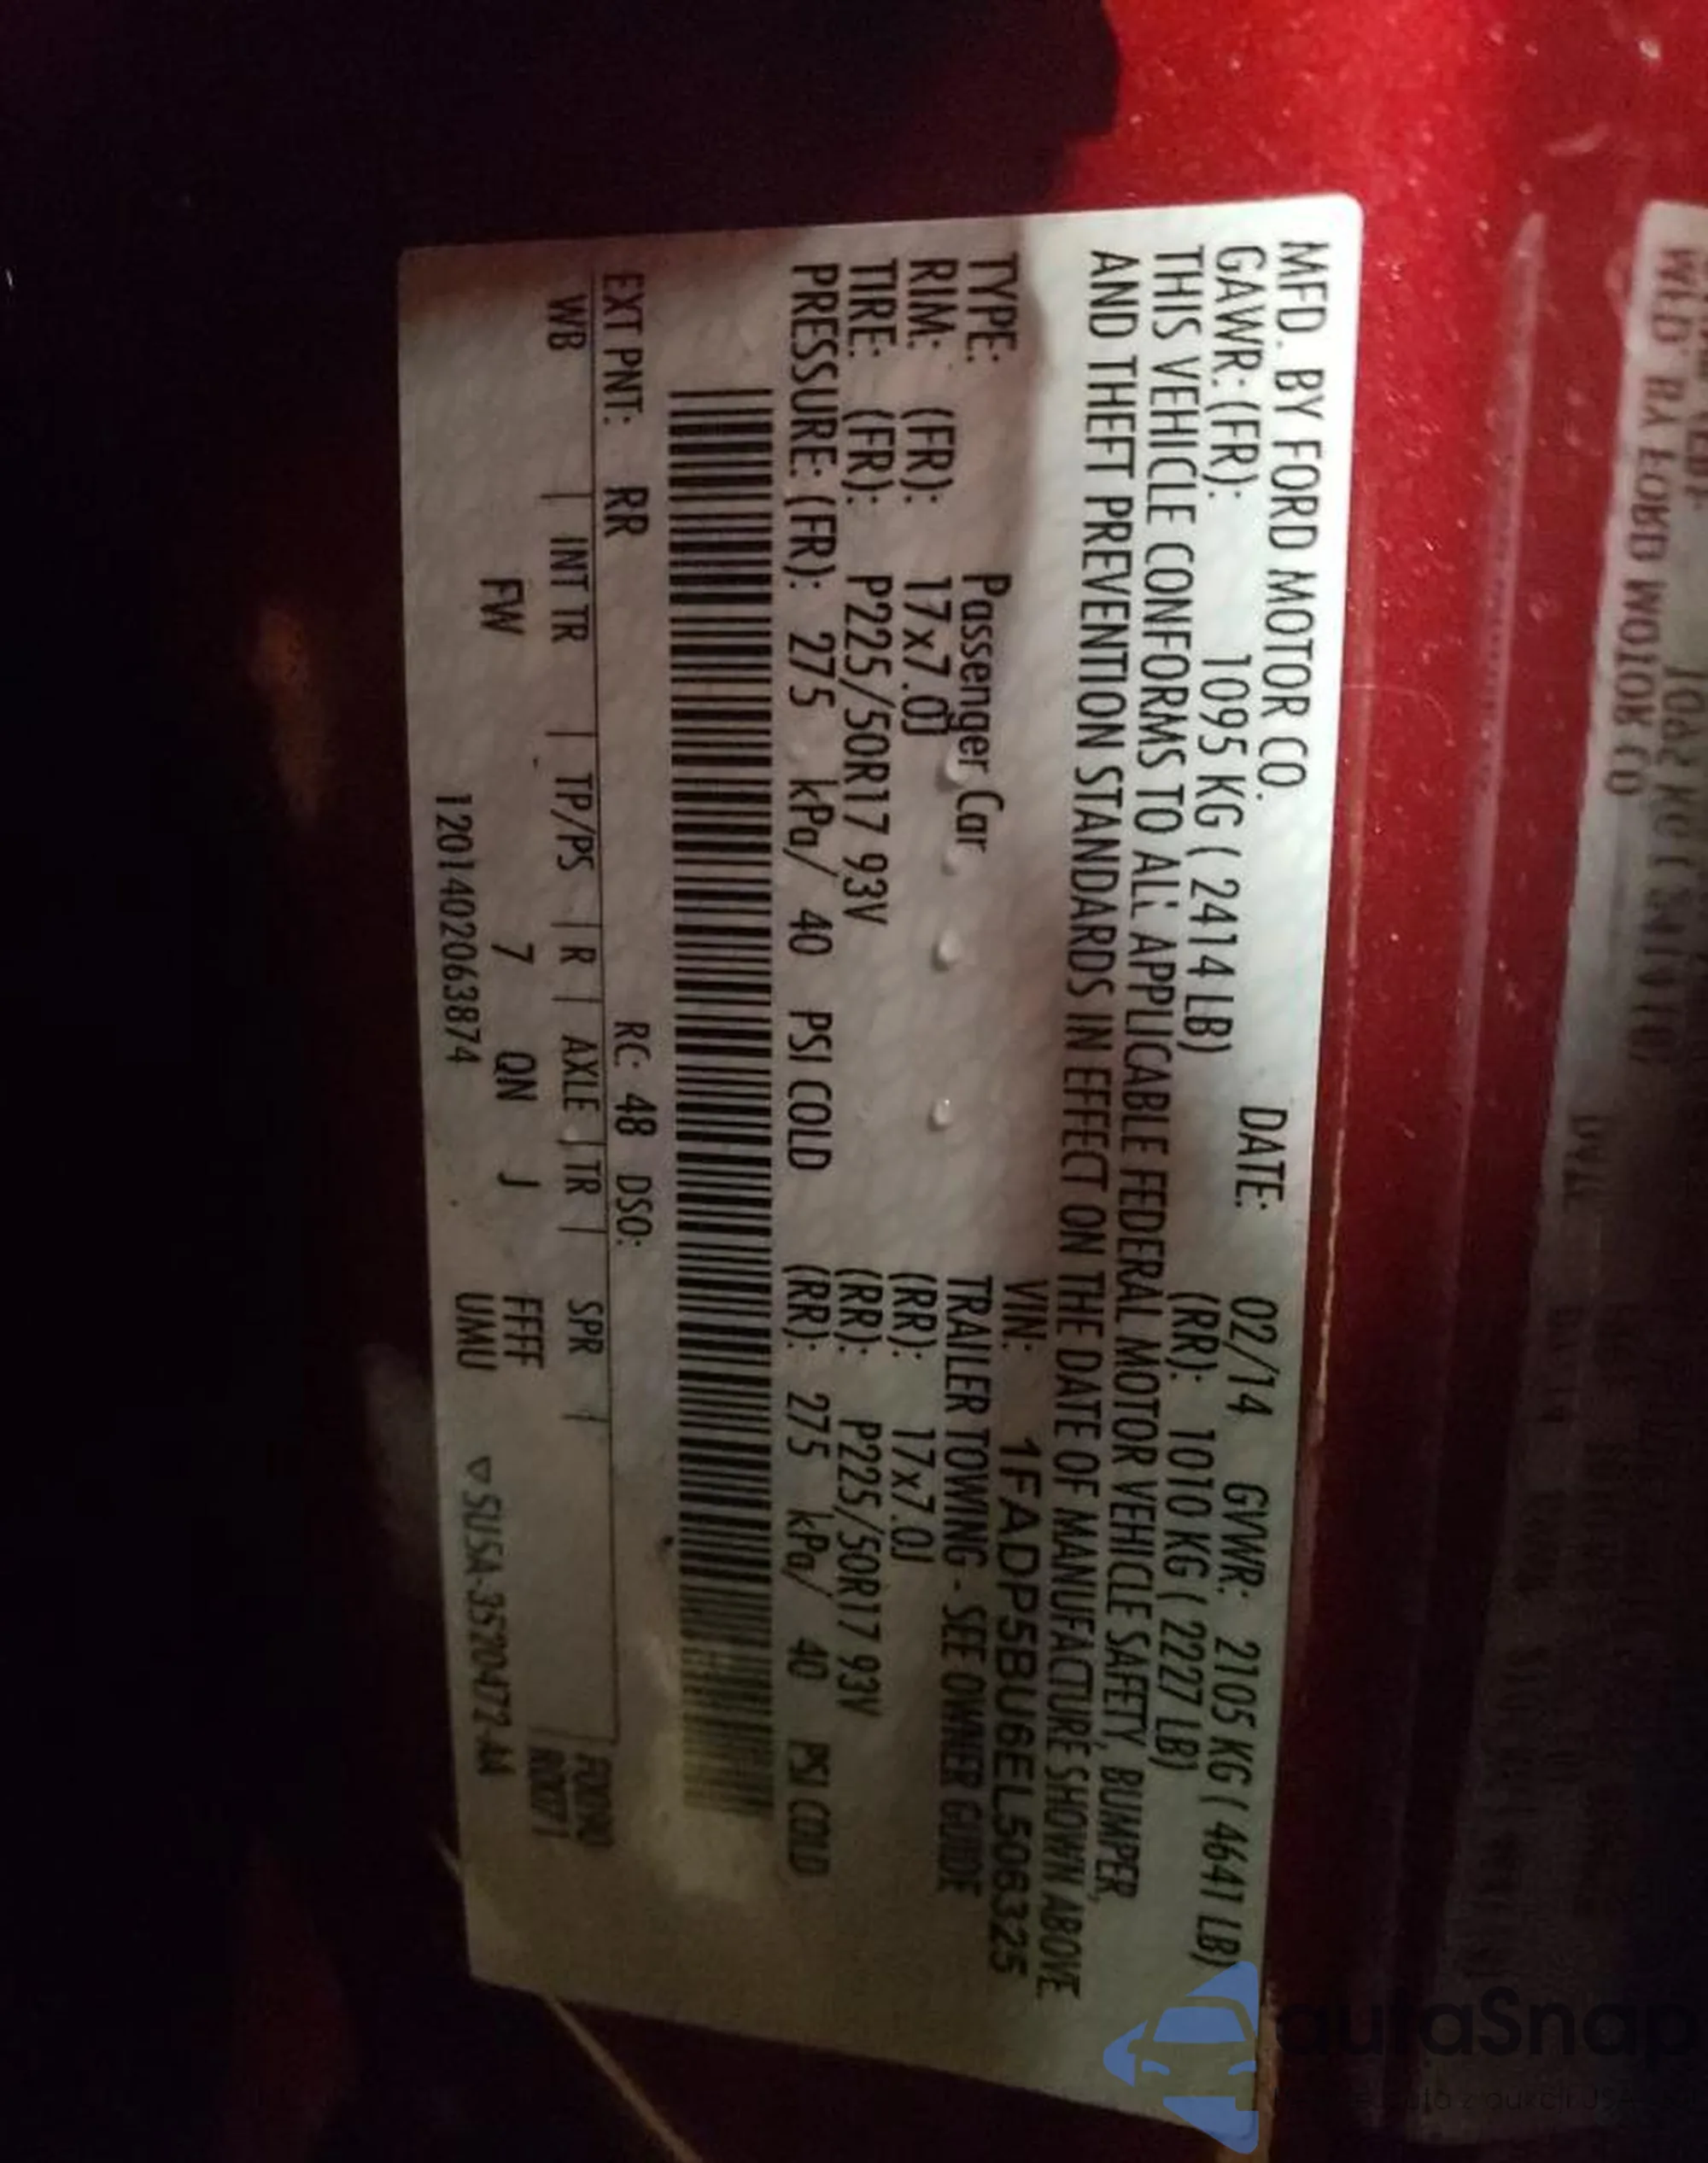 MFD. BY FORD MOTOR CO. DATE: 02/14 GVWR: 2105 KG ( 4641 LB)
GAWR: (FR): 1095 KG ( 2414 LB) (RR): 1010 KG ( 2227 LB)
THIS VEHICLE CONFORMS TO ALL APPLICABLE FEDERAL MOTOR VEHICLE SAFETY, BUMPER,
AND THEFT PREVENTION STANDARDS IN EFFECT ON THE DATE OF MANUFACTURE SHOWN ABOVE.
VIN: 1FADP5BU6EL506325
TYPE: Passenger Car TRAILER TOWING - SEE OWNER GUIDE
RIM: (FR): 17x7.0J (RR): 17x7.0J
TIRE: (FR): P225/50R17 93V (RR): P225/50R17 93V
PRESSURE: (FR): 275 kPa/ 40 PSI COLD (RR): 275 kPa/ 40 PSI COLD
EXT PNT: RR RC: 48 DSO:
WB | INT TR | TP/PS | R | AXLE | TR | SPR |
FW 7 QN J FFFF
UMU
1201402063874 ▽5U5A-3520472-AA
autaSnap